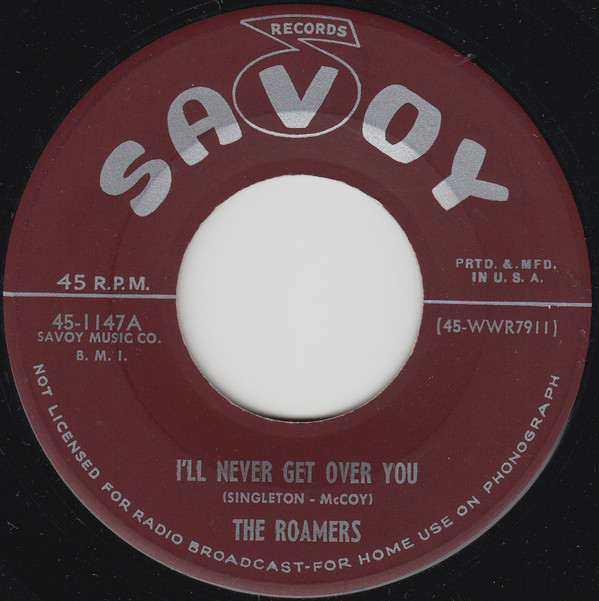 RECORDS
SAVOY
45 R.P.M.
PRTD. & MFD.
IN U. S. A.
45-1147A
SAVOY MUSIC CO.
B. M. I.
(45-WWR7911)
I'LL NEVER GET OVER YOU
(SINGLETON - McCOY)
THE ROAMERS
NOT LICENSED FOR RADIO BROADCAST-FOR HOME USE ON PHONOGRAPH